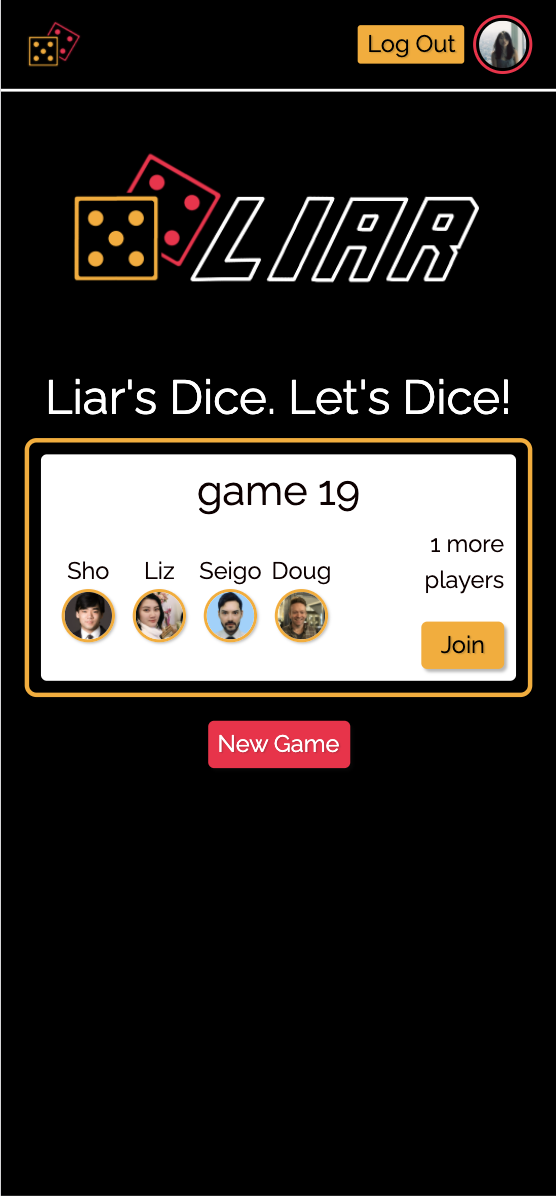 Log Out
LIAR
Liar's Dice. Let's Dice!
game 19
Sho Liz Seigo Doug
1 more
players
Join
New Game